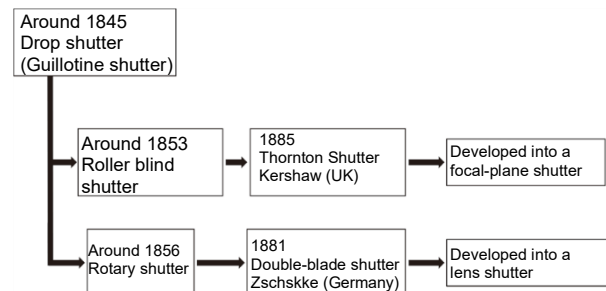 Around 1845
Drop shutter
(Guillotine shutter)
Around 1853
Roller blind
shutter
1885
Thornton Shutter
Kershaw (UK)
Developed into a
focal-plane shutter
Around 1856
Rotary shutter
1881
Double-blade shutter
Zschskke (Germany)
Developed into a
lens shutter